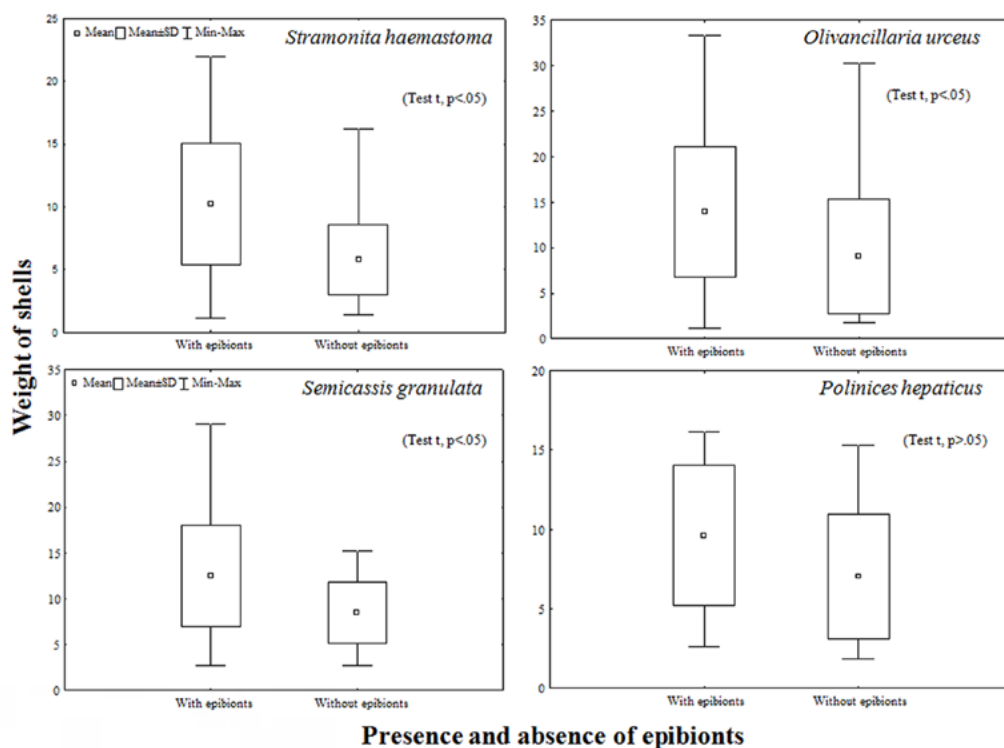 Weight of shells
25
20
15
10
5
0
Mean Mean±SD Min-Max
Stramonita haemastoma
(Test t, p<.05)
With epibionts Without epibionts
35
30
25
20
15
10
5
0
Olivancillaria urceus
(Test t, p<.05)
With epibionts Without epibionts
35
30
25
20
15
10
5
0
Mean Mean±SD Min-Max
Semicassis granulata
(Test t, p<.05)
With epibionts Without epibionts
20
15
10
5
0
Polinices hepaticus
(Test t, p>.05)
With epibionts Without epibionts
Presence and absence of epibionts